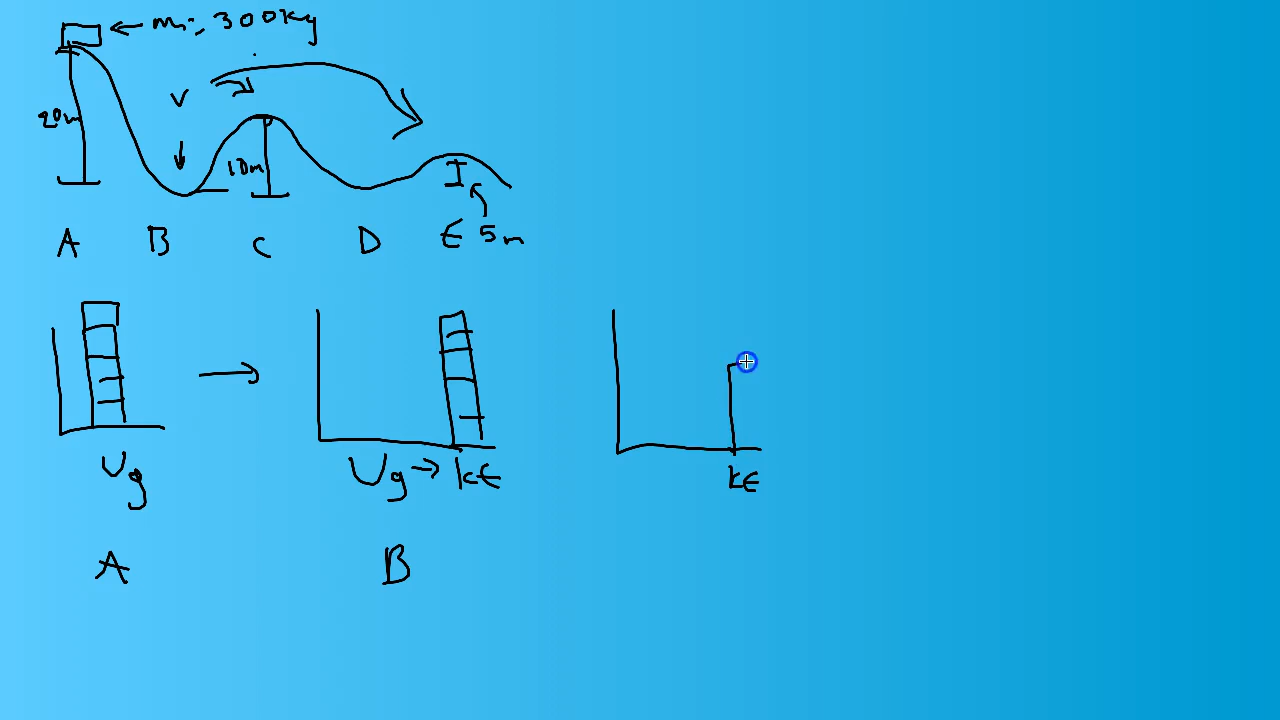 m:, 300kg
20m
V
10m
A B C D E 5m
Ug
Ug → kE
kE
A
B